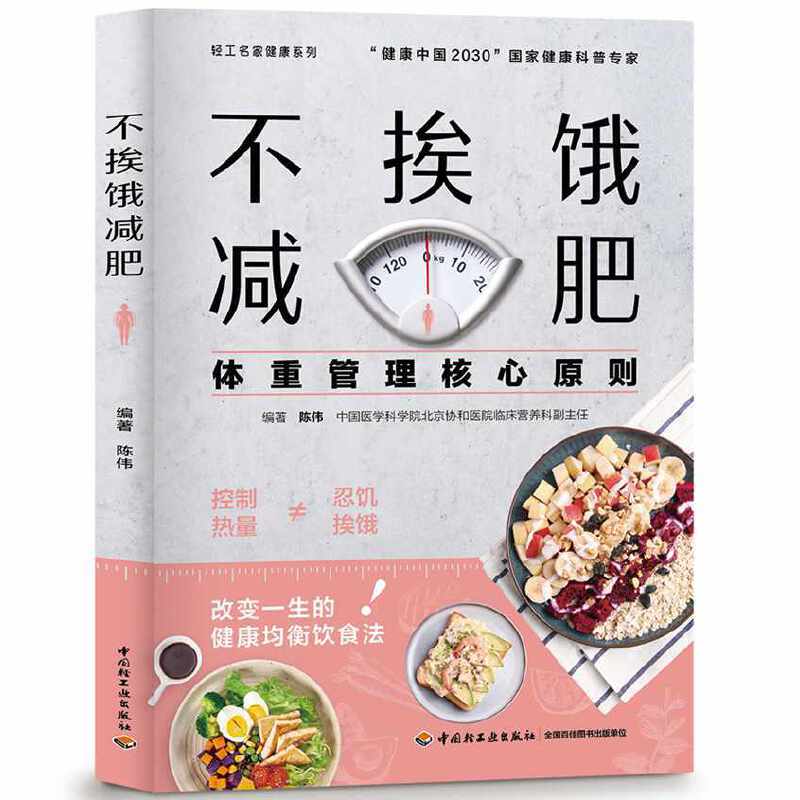 轻工名家健康系列
“健康中国2030”国家健康科普专家
不挨饿
减肥
10 120 0 kg 10 20
体重管理核心原则
编著 陈伟 中国医学科学院北京协和医院临床营养科副主任
控制
热量
≠
忍饥
挨饿
改变一生的
健康均衡饮食法!
中国轻工业出版社
全国百佳图书出版单位
不挨饿减肥
编著 陈伟
中国轻工业出版社